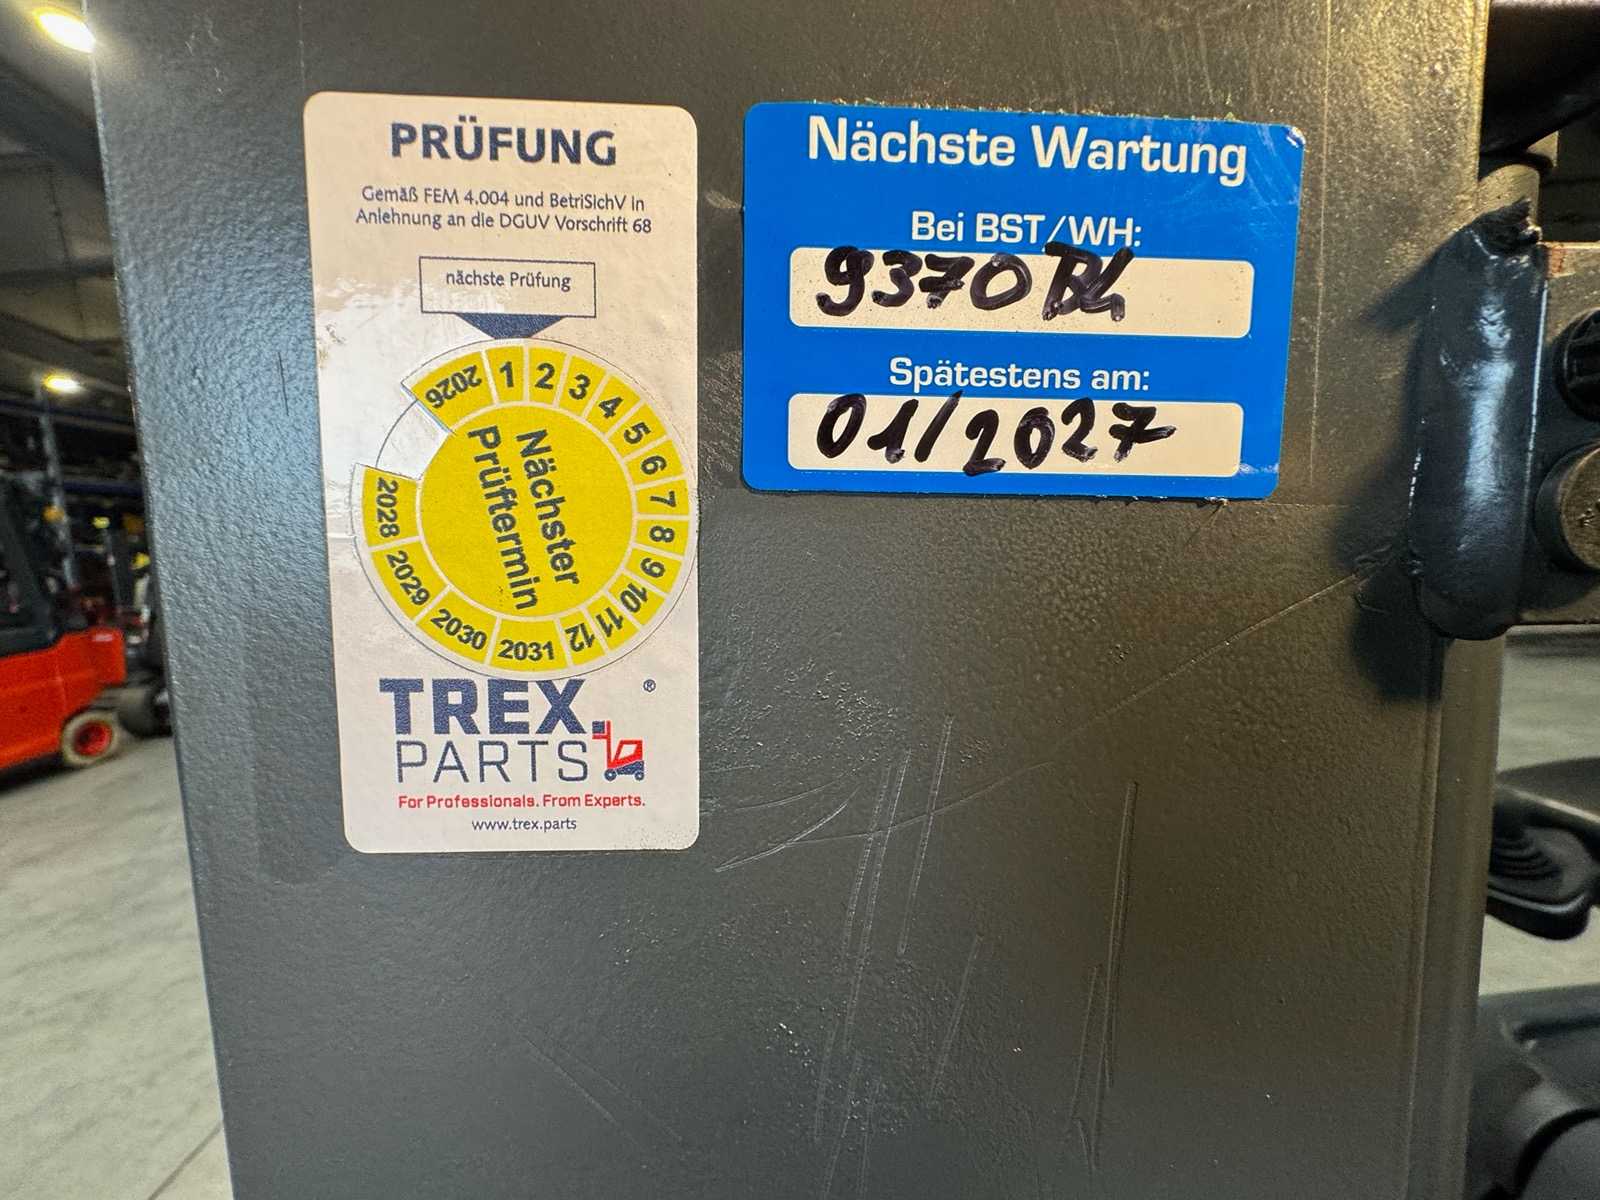 PRÜFUNG
Gemäß FEM 4.004 und BetriSichV in
Anlehnung an die DGUV Vorschrift 68
nächste Prüfung
2026 1 2 3 4 5 6 7 8 9 10 11 12 2031 2030 2029 2028
Nächster
Prüftermin
TREX.®
PARTS
For Professionals. From Experts.
www.trex.parts
Nächste Wartung
Bei BST/WH:
9370 BL
Spätestens am:
01/2027